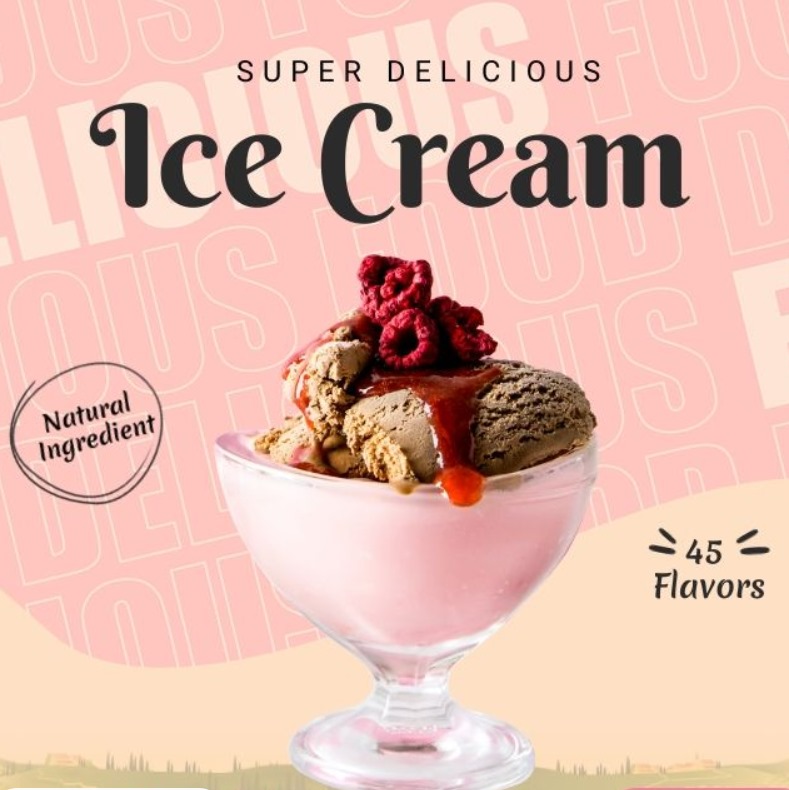 SUPER DELICIOUS
Ice Cream
Natural
Ingredient
45
Flavors